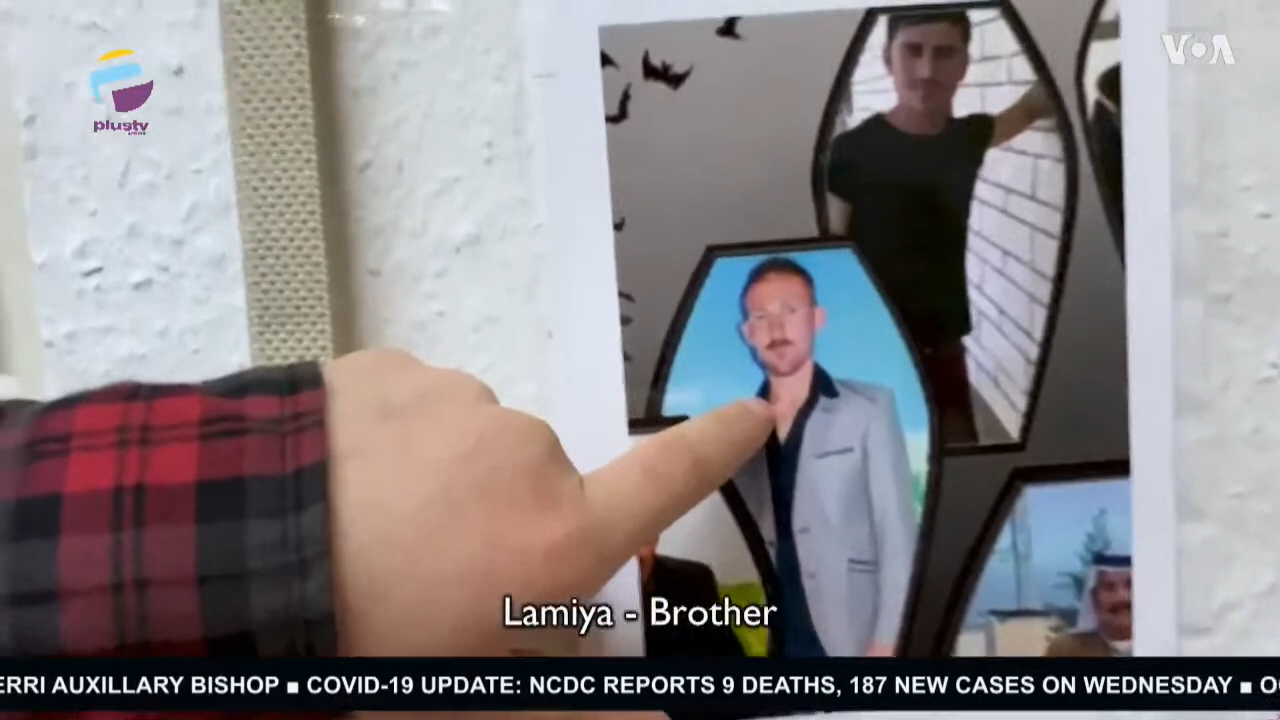 plustv
VOA
Lamiya - Brother
ERRI AUXILLARY BISHOP ■ COVID-19 UPDATE: NCDC REPORTS 9 DEATHS, 187 NEW CASES ON WEDNESDAY ■ O